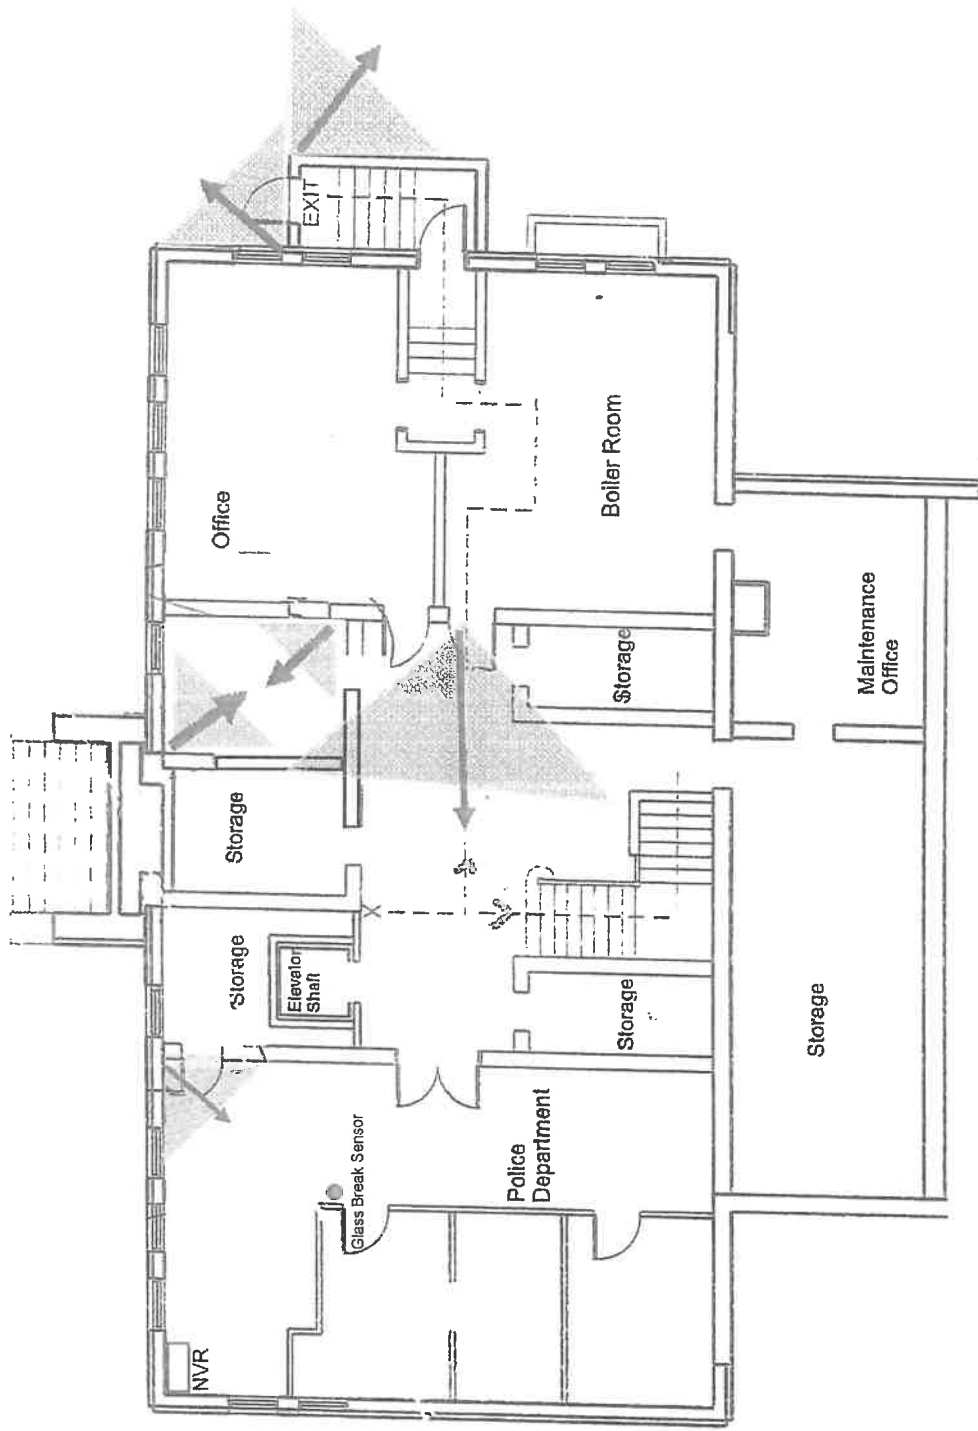 EXIT
Office
Boiler Room
Storage
Maintenance
Office
Storage
Storage
Elevator
Shaft
Storage
Storage
Glass Break Sensor
Police
Department
NVR
X